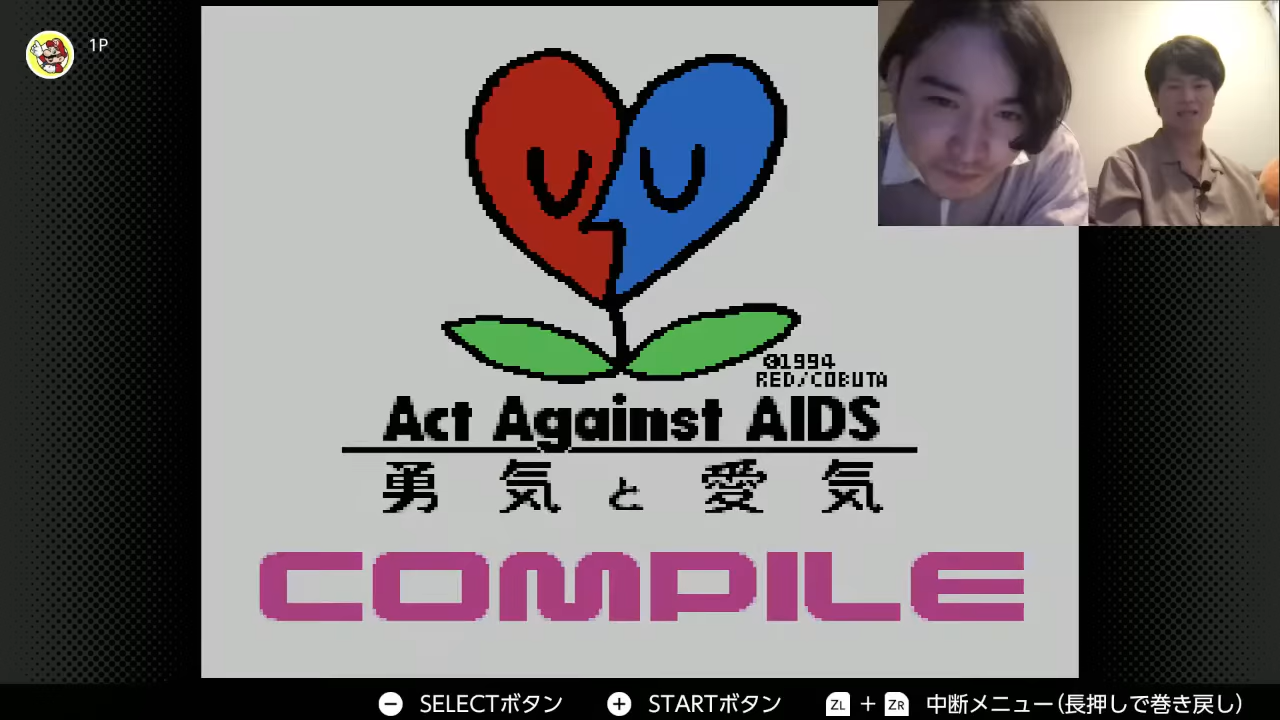 1P
©1994
RED/COBUTA
Act Against AIDS
勇気と愛気
COMPILE
SELECTボタン
STARTボタン
ZL + ZR 中断メニュー(長押しで巻き戻し)